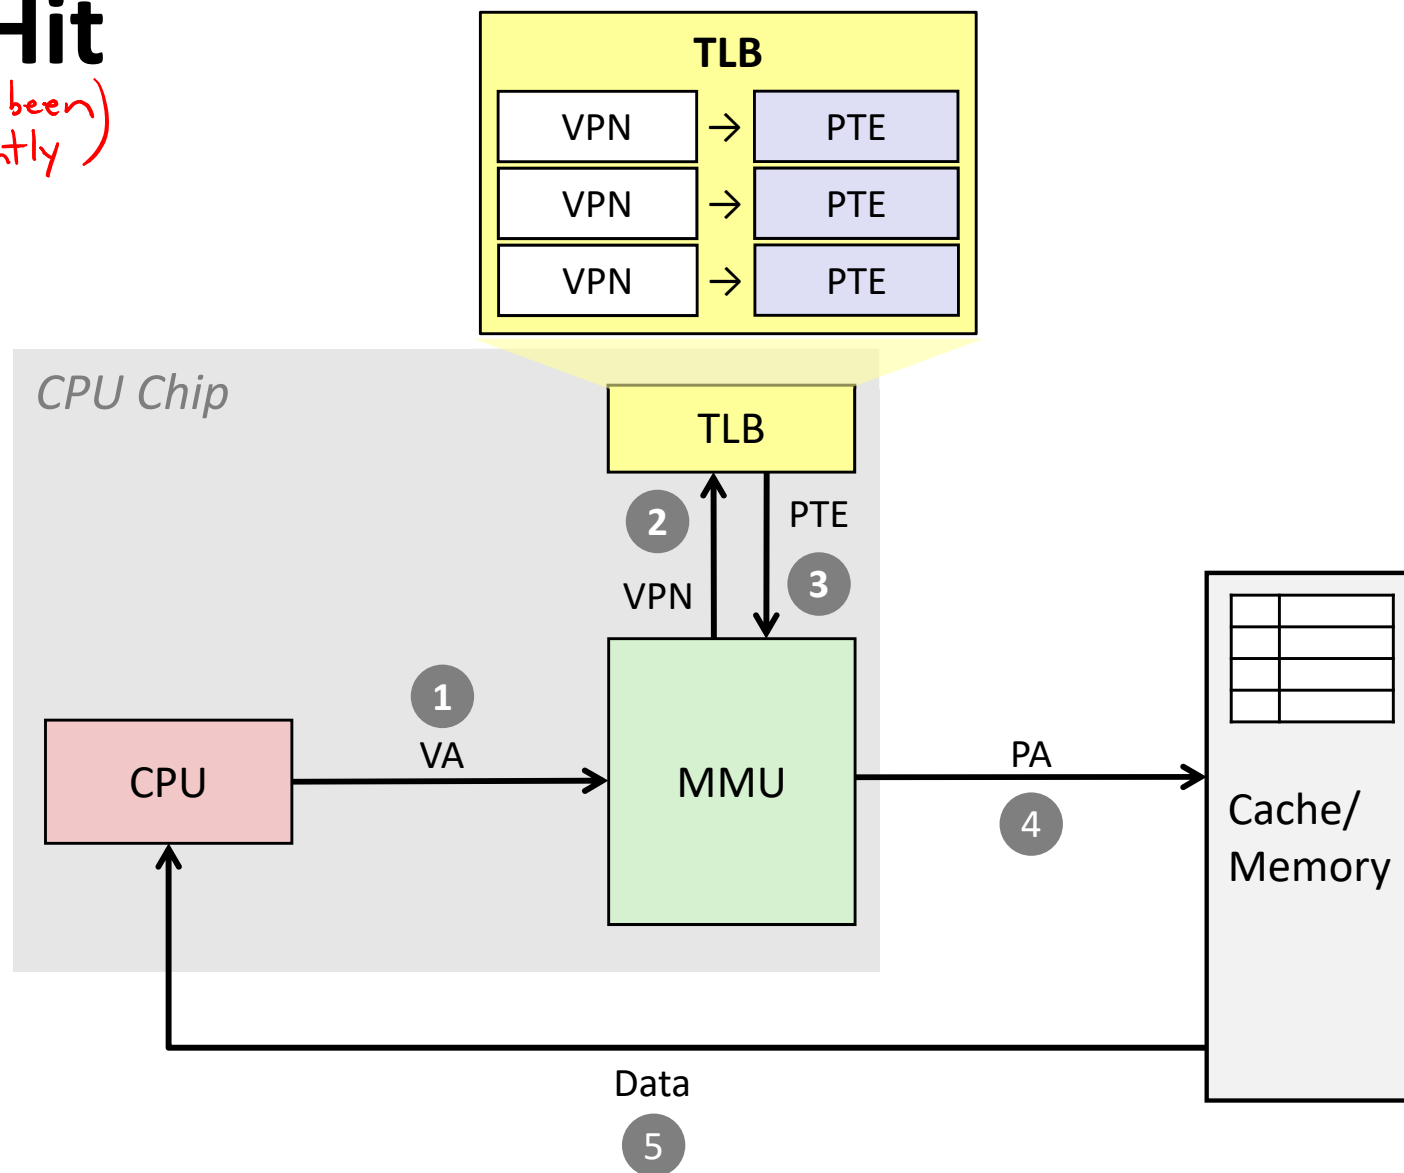 Hit
been)
TLB
VPN → PTE
VPN → PTE
VPN → PTE
CPU Chip
TLB
2
PTE
VPN
3
1
VA
CPU
MMU
PA
4
Cache/
Memory
Data
5